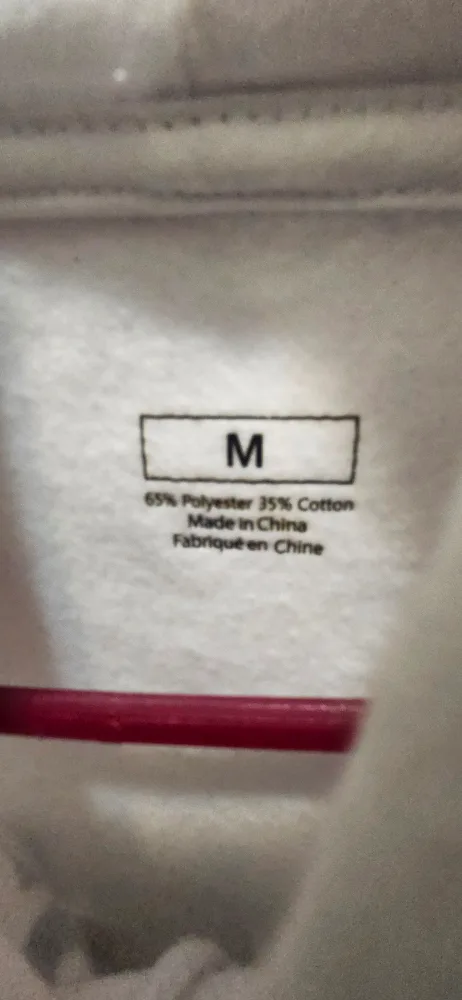 M
65% Polyester 35% Cotton
Made in China
Fabriqué en Chine